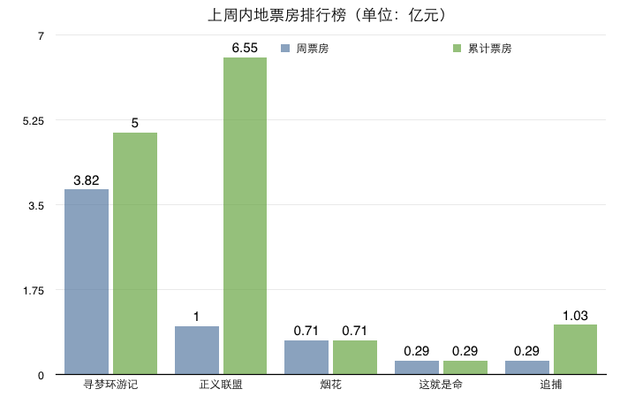 上周内地票房排行榜（单位：亿元）
周票房 累计票房
7
5.25
3.5
1.75
0
3.82 5 1 6.55 0.71 0.71 0.29 0.29 0.29 1.03
寻梦环游记 正义联盟 烟花 这就是命 追捕